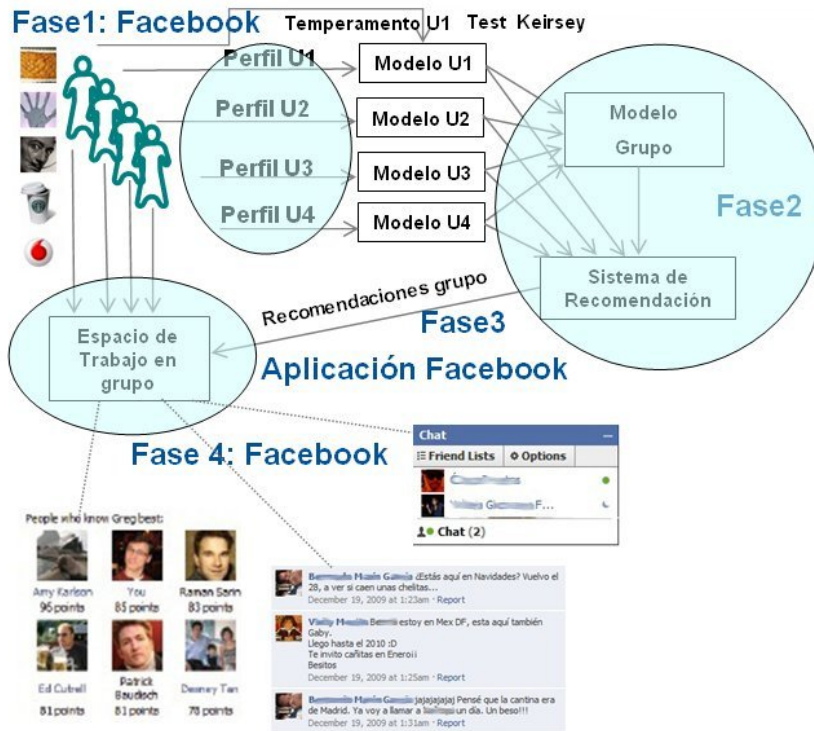 Fase1: Facebook
Temperamento U1 Test Keirsey
Perfil U1
Modelo U1
Perfil U2
Modelo U2
Perfil U3
Modelo U3
Perfil U4
Modelo U4
Modelo
Grupo
Fase2
Sistema de
Recomendación
Recomendaciones grupo
Fase3
Espacio de
Trabajo en
grupo
Aplicación Facebook
Fase 4: Facebook
Chat
Friend Lists Options
F...
Chat (2)
People who know Greg best:
Amy Karlson
96 points
You
85 points
Raman Sarin
83 points
Ed Cutrell
81 points
Patrick
Baudisch
81 points
Desney Tan
78 points
¿Estás aquí en Navidades? Vuelvo el
28, a ver si caen unas chelitas...
December 19, 2009 at 1:23am · Report
estoy en Mex DF, esta aquí también
Gaby.
Llego hasta el 2010 :D
Te invito cañitas en Eneroii
Besitos
December 19, 2009 at 1:25am · Report
jajajajajaj Pensé que la cantina era
de Madrid. Ya voy a llamar a un día. Un beso!!!
December 19, 2009 at 1:31am · Report